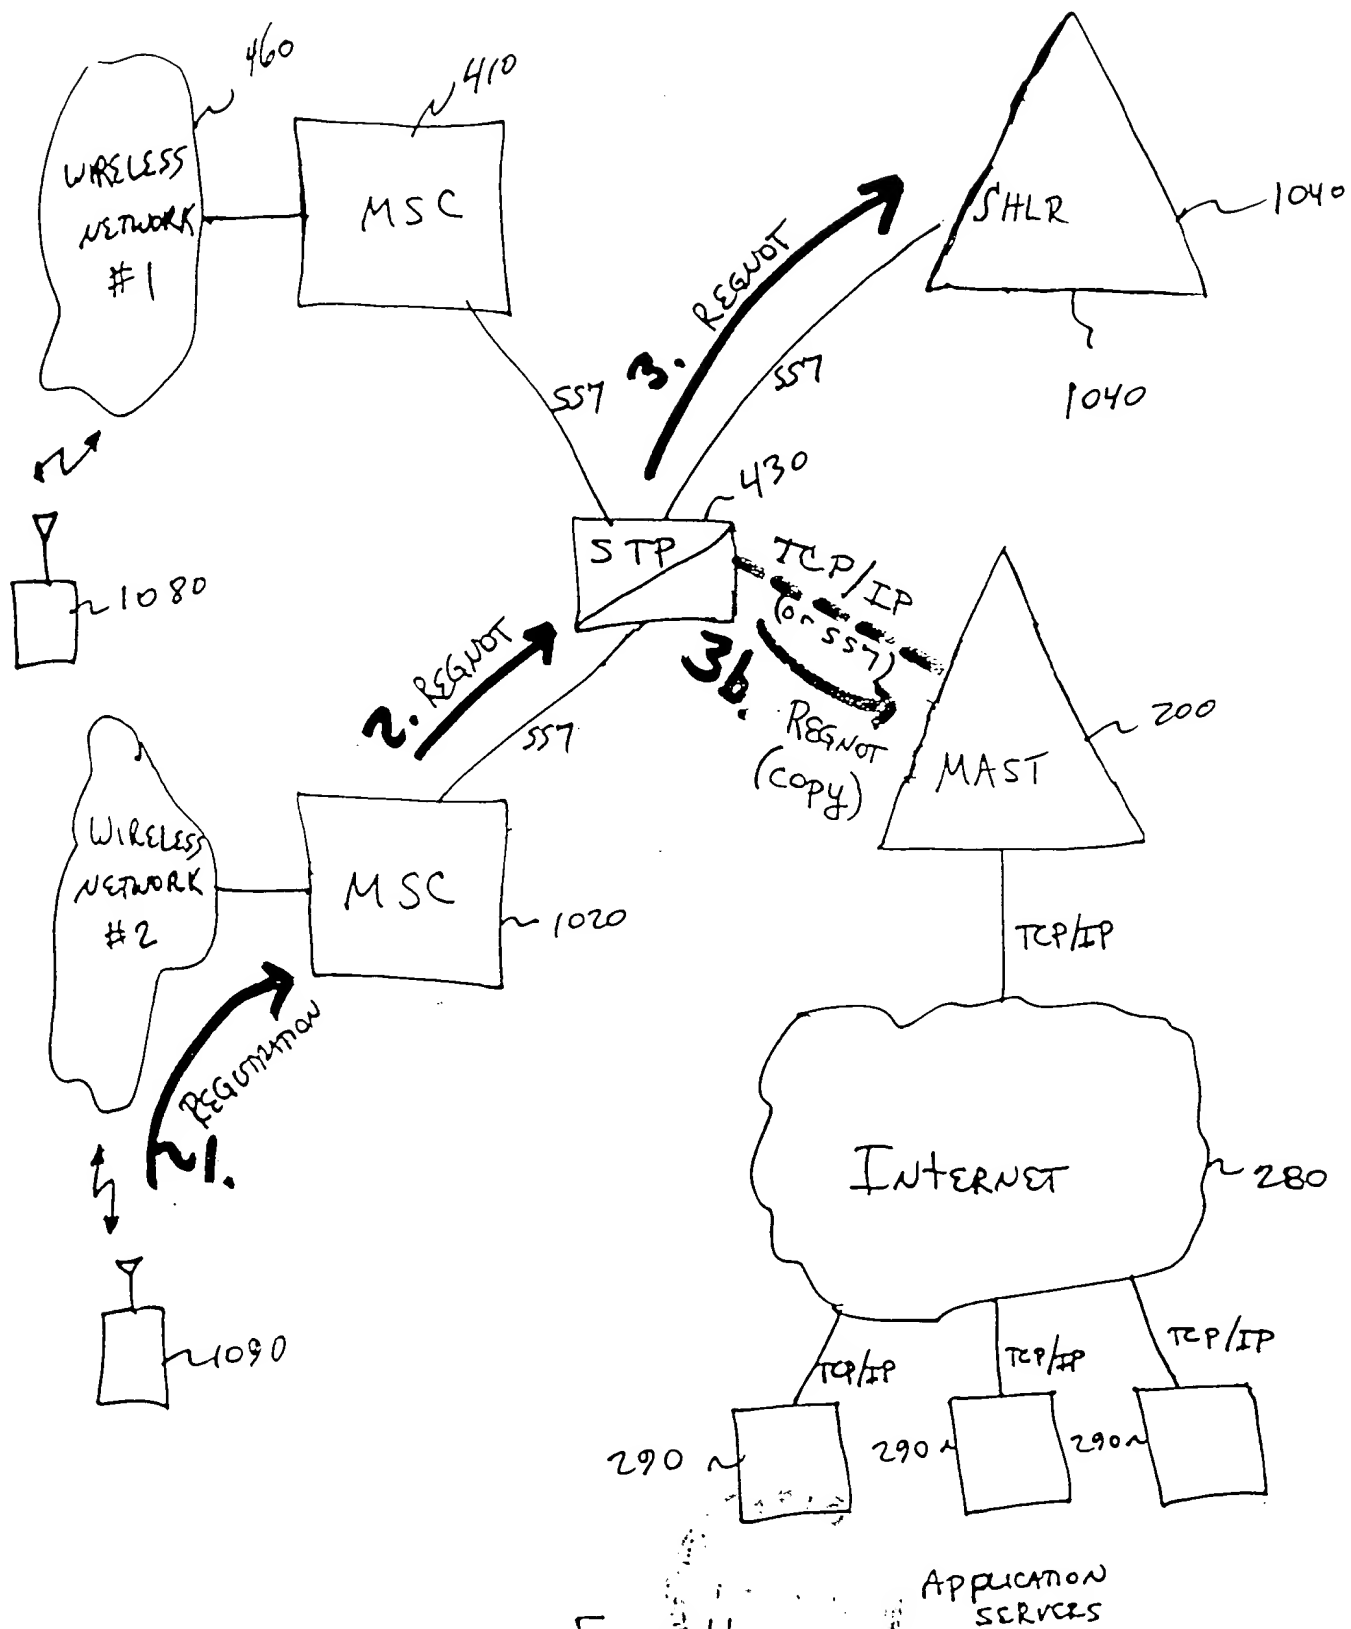 460
410
WIRELESS
NETWORK
#1
MSC
SHLR
1040
1040
3. REGNOT
SS7
SS7
430
STP
TCP/IP
(or SS7)
1080
2. REGNOT
SS7
3b.
REGNOT
(copy)
200
MAST
WIRELESS
NETWORK
#2
MSC
1020
TCP/IP
1.
INTERNET
280
1090
TCP/IP
TCP/IP
TCP/IP
290
290
290
APPLICATION
SERVERS